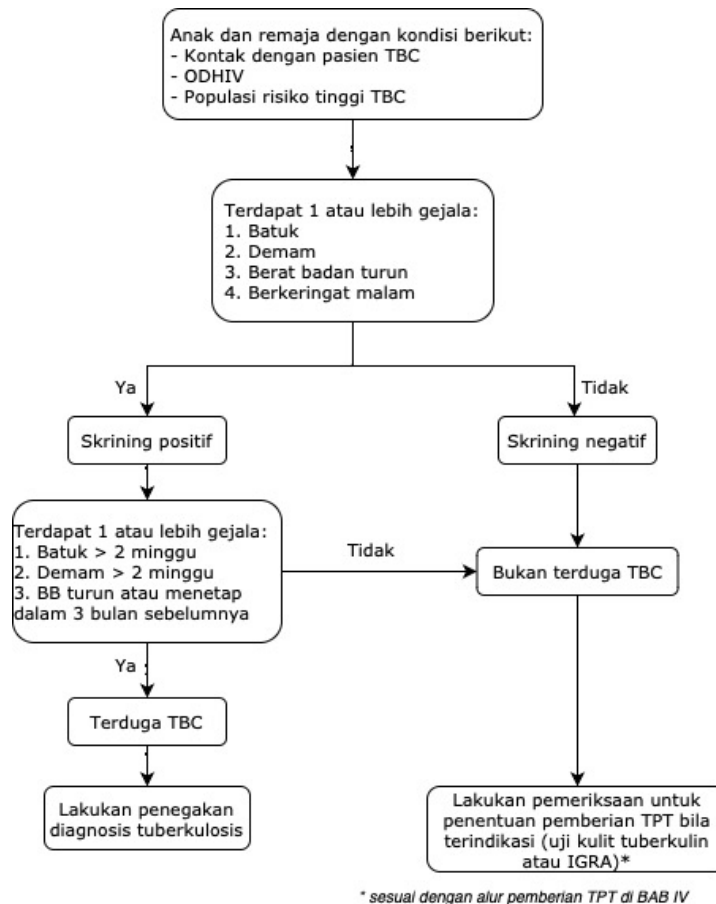 Anak dan remaja dengan kondisi berikut:
- Kontak dengan pasien TBC
- ODHIV
- Populasi risiko tinggi TBC
Terdapat 1 atau lebih gejala:
1. Batuk
2. Demam
3. Berat badan turun
4. Berkeringat malam
Ya
Tidak
Skrining positif
Skrining negatif
Terdapat 1 atau lebih gejala:
1. Batuk > 2 minggu
2. Demam > 2 minggu
3. BB turun atau menetap
dalam 3 bulan sebelumnya
Tidak
Bukan terduga TBC
Ya
Terduga TBC
Lakukan penegakan
diagnosis tuberkulosis
Lakukan pemeriksaan untuk
penentuan pemberian TPT bila
terindikasi (uji kulit tuberkulin
atau IGRA)*
* sesuai dengan alur pemberian TPT di BAB IV